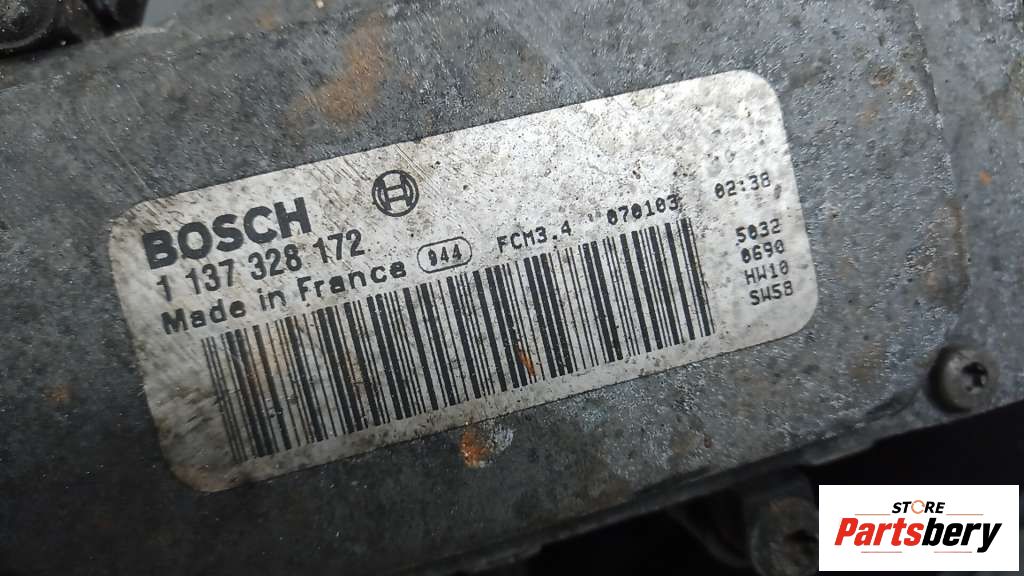 BOSCH
1 137 328 172
Made in France 944 FCM3.4 070103 02:38
5032
0690
HW10
SW58
STORE
Partsbery